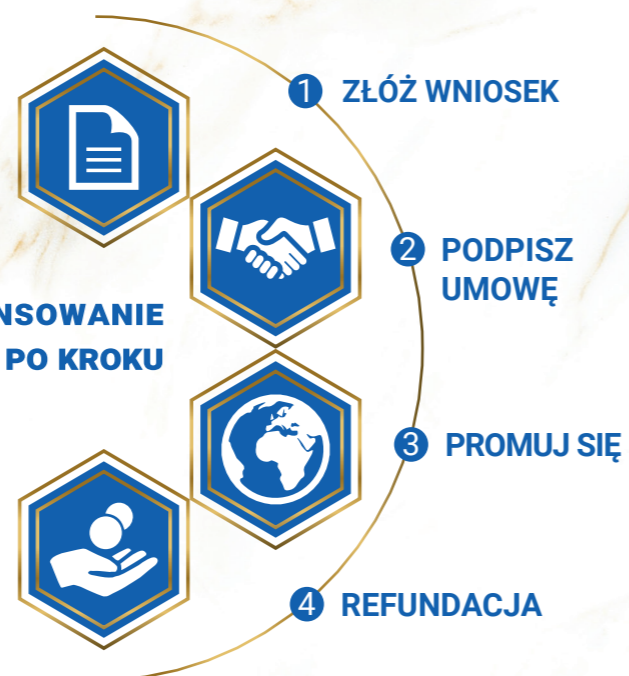 1 ZŁÓŻ WNIOSEK
2 PODPISZ
UMOWĘ
NSOWANIE
PO KROKU
3 PROMUJ SIĘ
4 REFUNDACJA